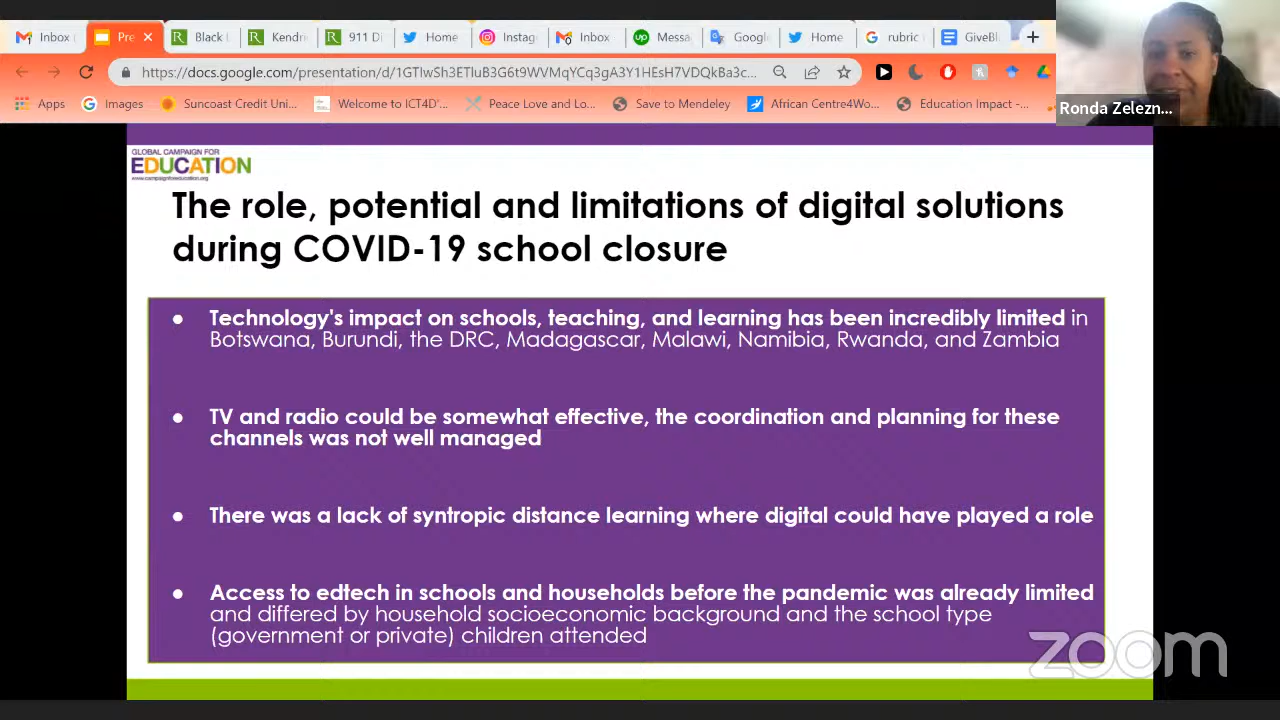 Inbox (
Pre
Black L
Kendri
911 Di
Home
Instag
Inbox
Messa
Google
Home
rubric
GiveBl
https://docs.google.com/presentation/d/1GTlwSh3ETluB3G6t9WVMqYCq3gA3Y1HEsH7VDQkBa3c...
Apps
Images
Suncoast Credit Uni...
Welcome to ICT4D'...
Peace Love and Lo...
Save to Mendeley
African Centre4Wo...
Education Impact -...
Ronda Zelezn...
GLOBAL CAMPAIGN FOR
EDUCATION
www.campaignforeducation.org
The role, potential and limitations of digital solutions
during COVID-19 school closure
● Technology's impact on schools, teaching, and learning has been incredibly limited in
Botswana, Burundi, the DRC, Madagascar, Malawi, Namibia, Rwanda, and Zambia
● TV and radio could be somewhat effective, the coordination and planning for these
channels was not well managed
● There was a lack of syntropic distance learning where digital could have played a role
● Access to edtech in schools and households before the pandemic was already limited
and differed by household socioeconomic background and the school type
(government or private) children attended
zoom